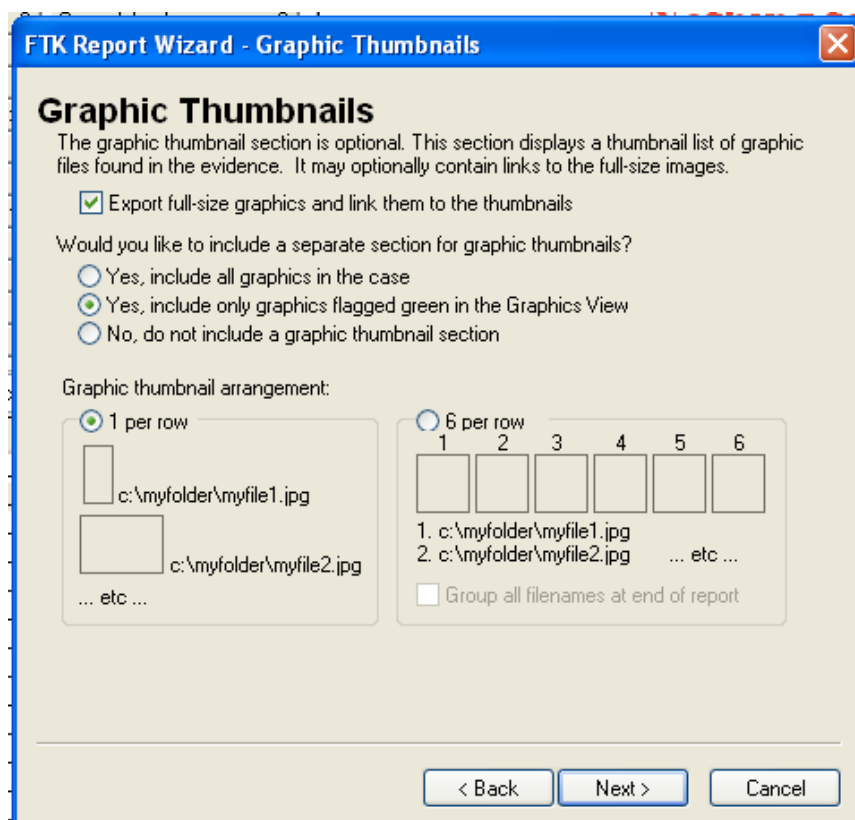 FTK Report Wizard - Graphic Thumbnails
Graphic Thumbnails
The graphic thumbnail section is optional. This section displays a thumbnail list of graphic
files found in the evidence. It may optionally contain links to the full-size images.
Export full-size graphics and link them to the thumbnails
Would you like to include a separate section for graphic thumbnails?
Yes, include all graphics in the case
Yes, include only graphics flagged green in the Graphics View
No, do not include a graphic thumbnail section
Graphic thumbnail arrangement:
1 per row
c:\myfolder\myfile1.jpg
c:\myfolder\myfile2.jpg
... etc ...
6 per row
1 2 3 4 5 6
1. c:\myfolder\myfile1.jpg
2. c:\myfolder\myfile2.jpg ... etc ...
Group all filenames at end of report
< Back Next > Cancel